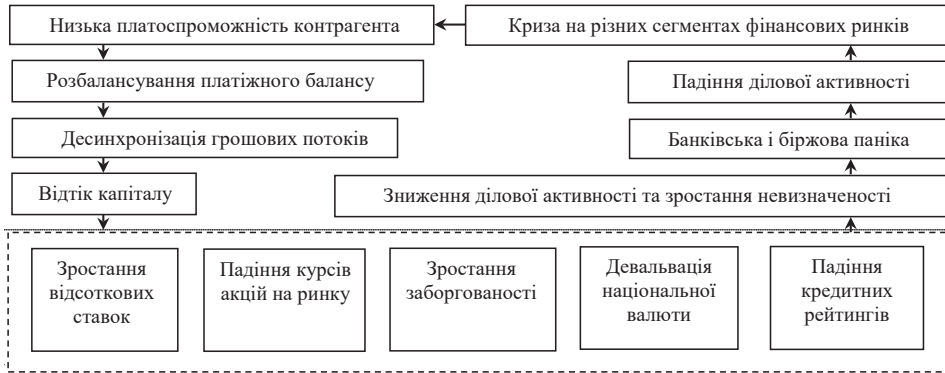 Низька платоспроможність контрагента
Криза на різних сегментах фінансових ринків
Розбалансування платіжного балансу
Падіння ділової активності
Десинхронізація грошових потоків
Банківська і біржова паніка
Відтік капіталу
Зниження ділової активності та зростання невизначеності
Зростання
відсоткових
ставок
Падіння курсів
акцій на ринку
Зростання
заборгованості
Девальвація
національної
валюти
Падіння
кредитних
рейтингів